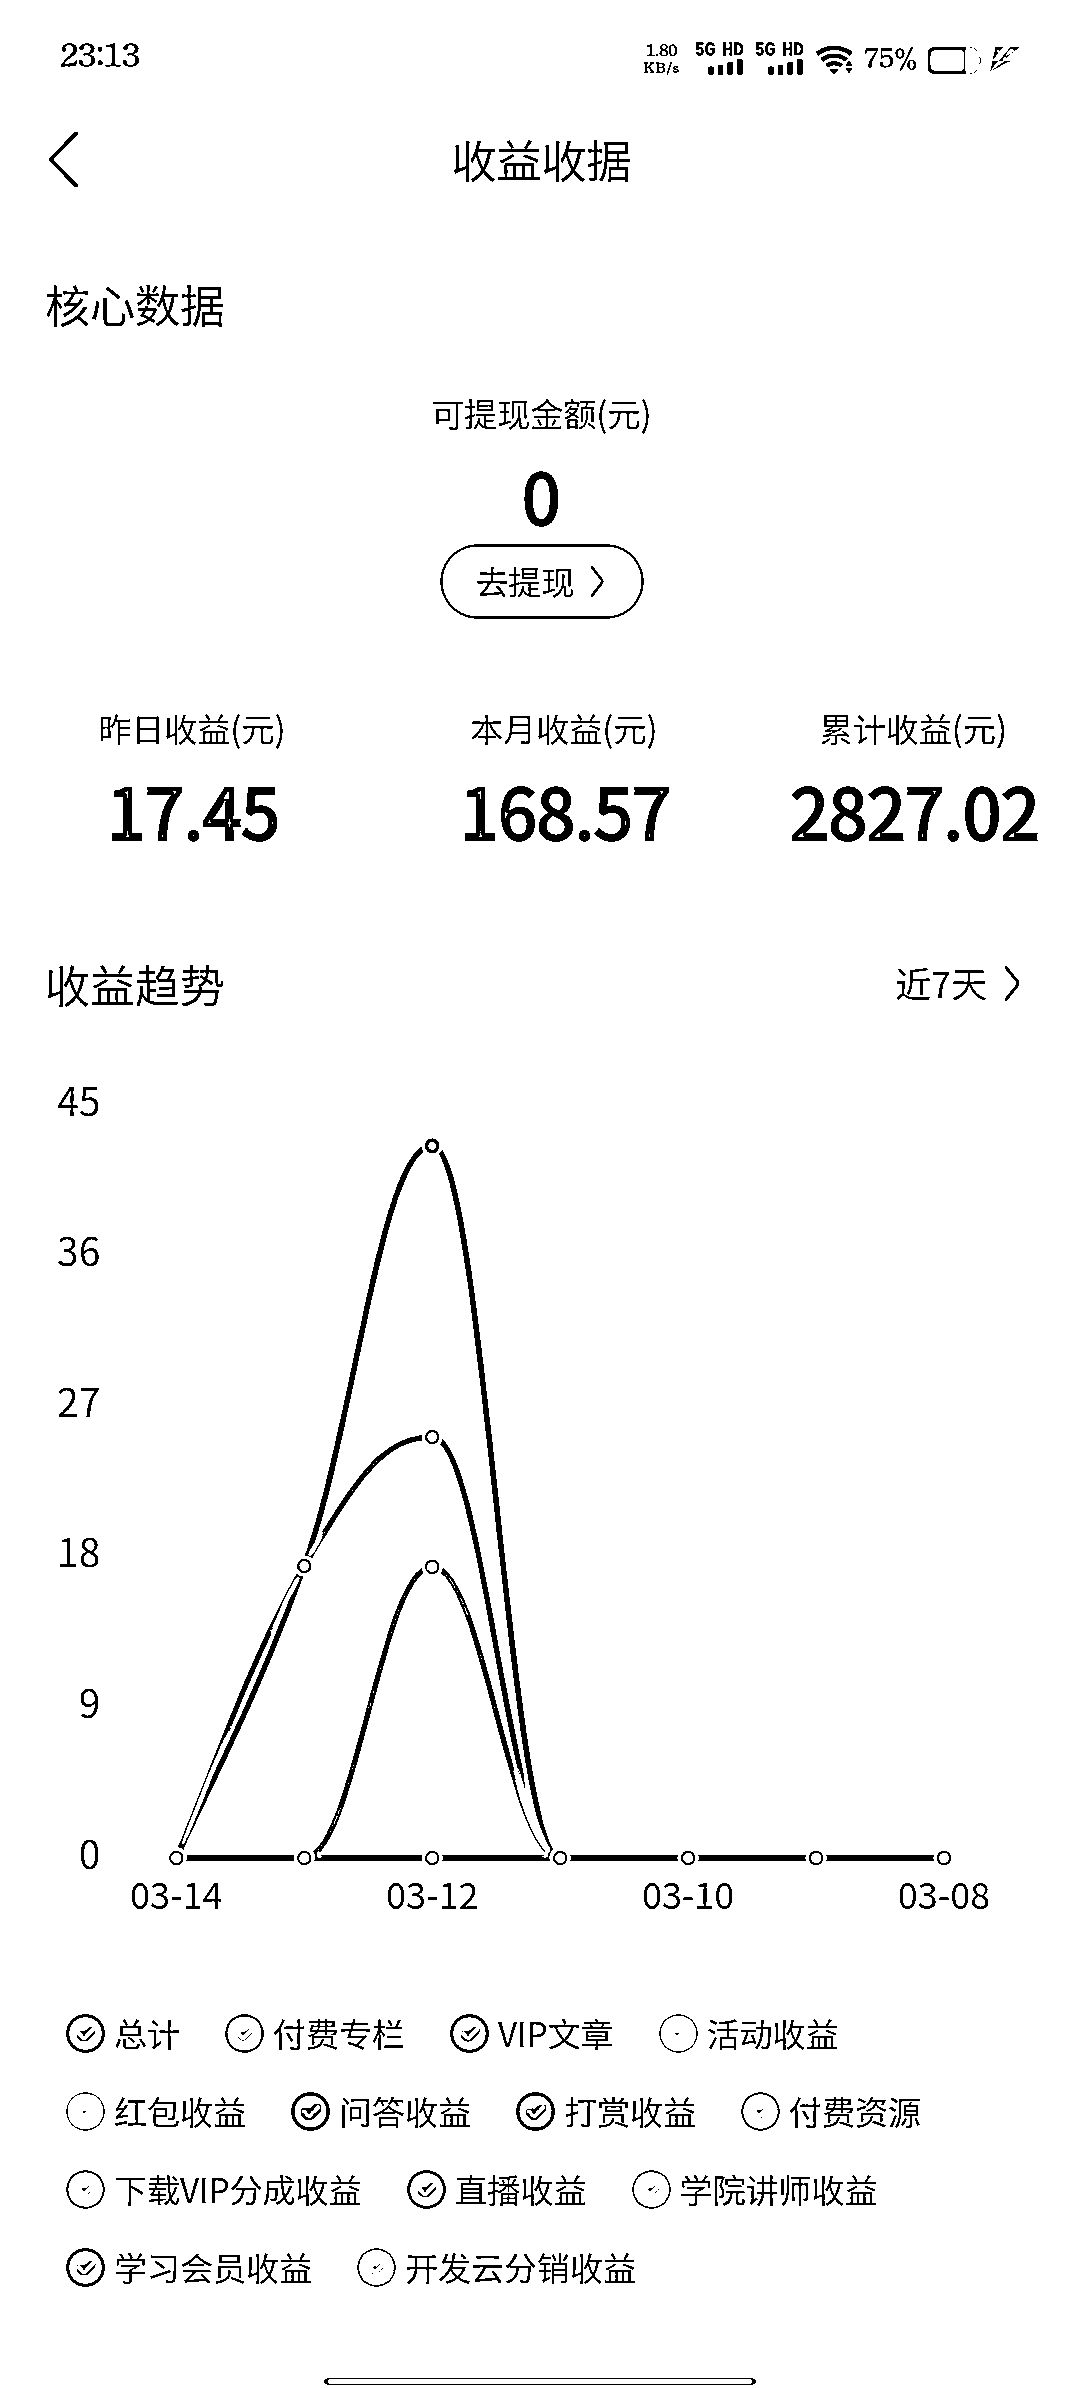 23:13 1.80 KB/s 5G HD 5G HD 75%
收益收据
核心数据
可提现金额(元)
0
去提现
昨日收益(元) 本月收益(元) 累计收益(元)
17.45 168.57 2827.02
收益趋势 近7天
45
36
27
18
9
0
03-14 03-12 03-10 03-08
总计 付费专栏 VIP文章 活动收益
红包收益 问答收益 打赏收益 付费资源
下载VIP分成收益 直播收益 学院讲师收益
学习会员收益 开发云分销收益